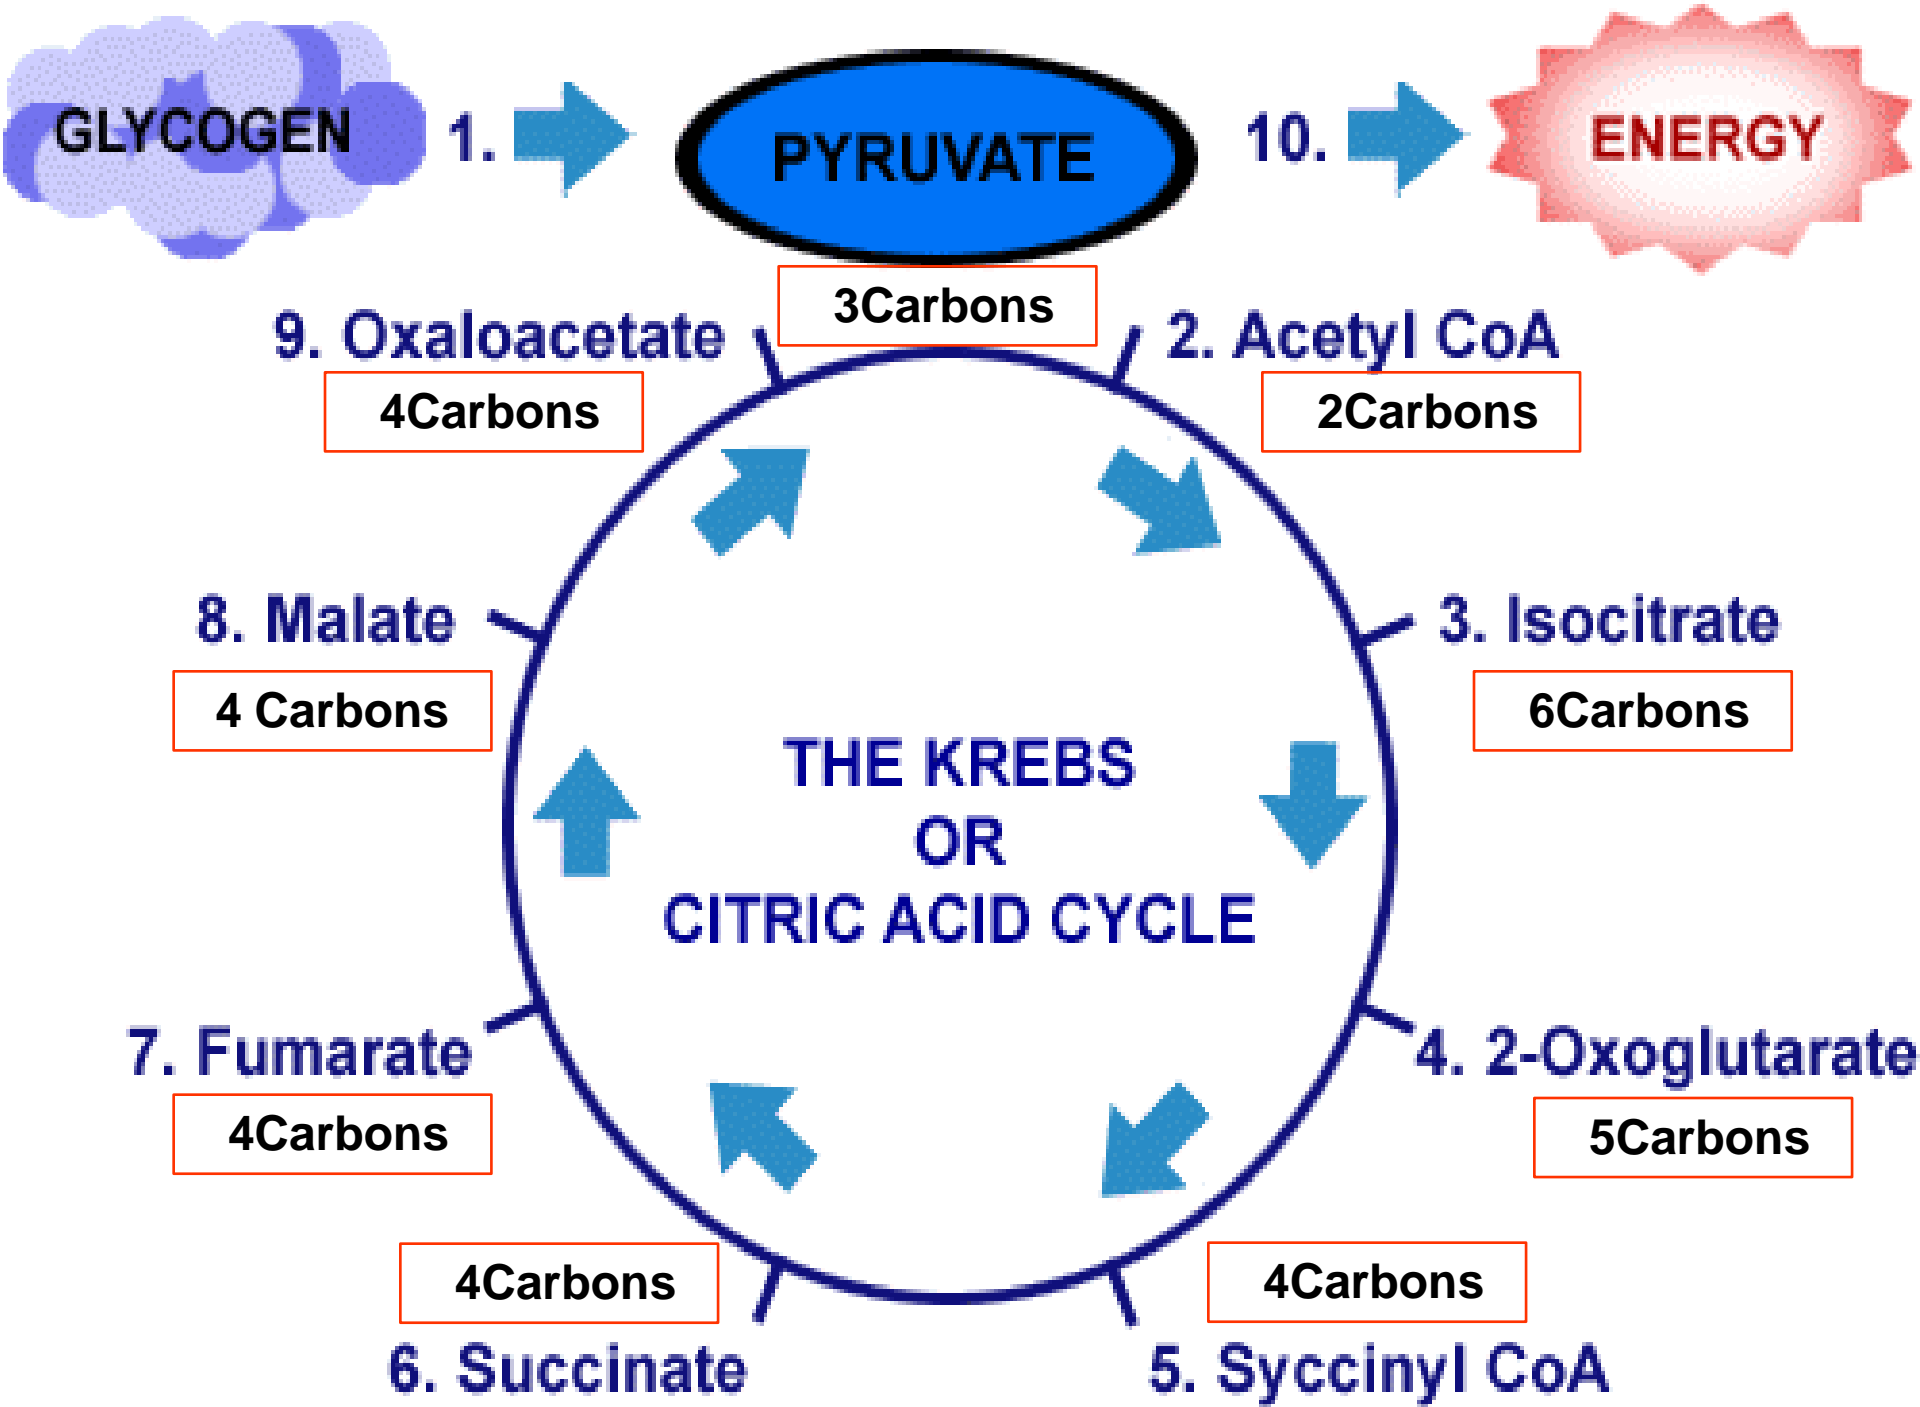 GLYCOGEN
1.
PYRUVATE
10.
ENERGY
3Carbons
9. Oxaloacetate
4Carbons
2. Acetyl CoA
2Carbons
8. Malate
4 Carbons
3. Isocitrate
6Carbons
THE KREBS
OR
CITRIC ACID CYCLE
7. Fumarate
4Carbons
4. 2-Oxoglutarate
5Carbons
4Carbons
6. Succinate
4Carbons
5. Syccinyl CoA